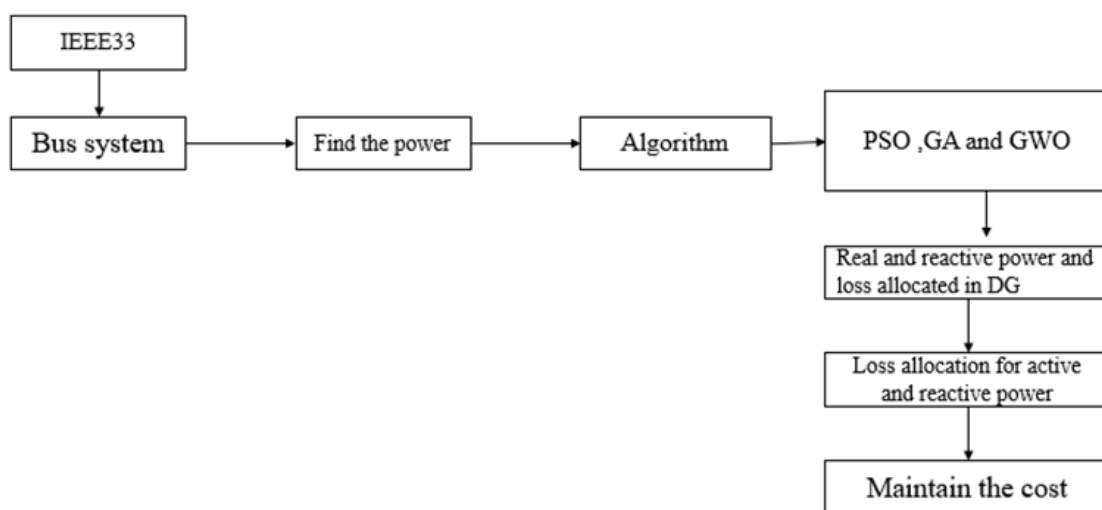 IEEE33
Bus system
Find the power
Algorithm
PSO ,GA and GWO
Real and reactive power and
loss allocated in DG
Loss allocation for active
and reactive power
Maintain the cost